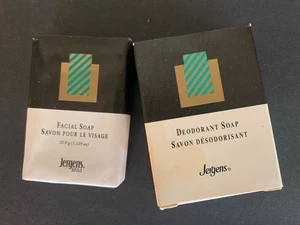 FACIAL SOAP
SAVON POUR LE VISAGE
Jergens
DEODORANT SOAP
SAVON DÉSODORISANT
Jergens®